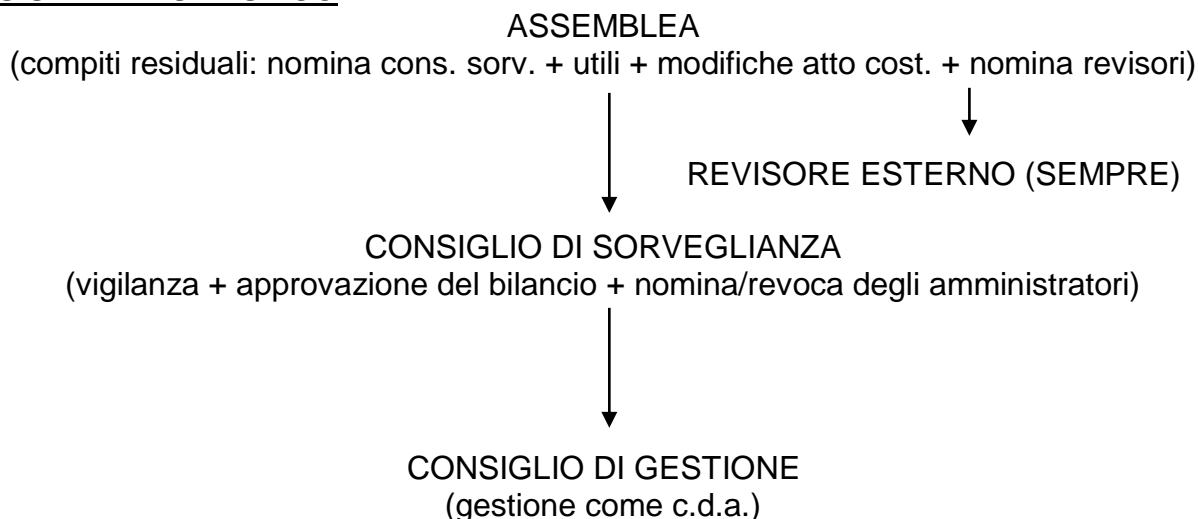 ASSEMBLEA
(compiti residuali: nomina cons. sorv. + utili + modifiche atto cost. + nomina revisori)
REVISORE ESTERNO (SEMPRE)
CONSIGLIO DI SORVEGLIANZA
(vigilanza + approvazione del bilancio + nomina/revoca degli amministratori)
CONSIGLIO DI GESTIONE
(gestione come c.d.a.)